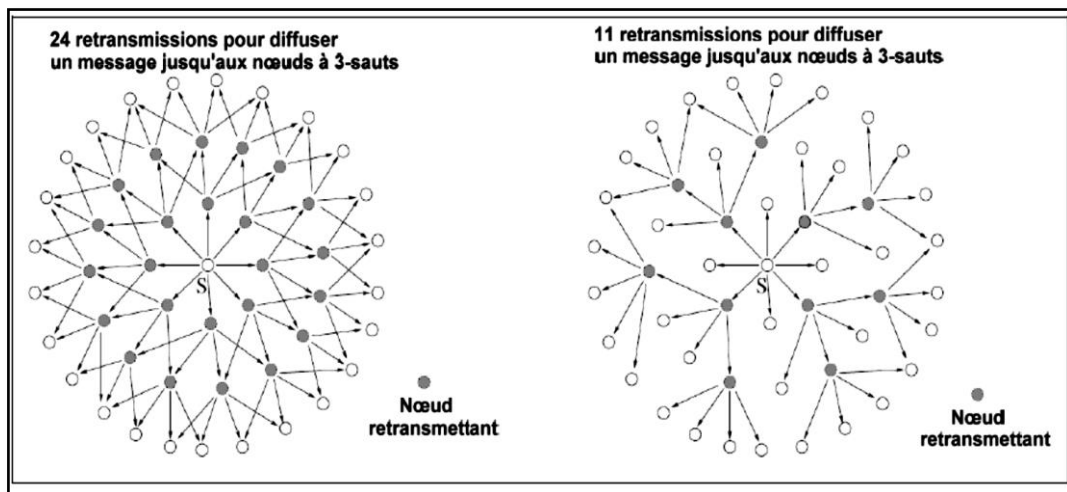 24 retransmissions pour diffuser
un message jusqu'aux nœuds à 3-sauts
S
Nœud
retransmettant
11 retransmissions pour diffuser
un message jusqu'aux nœuds à 3-sauts
S
Nœud
retransmettant